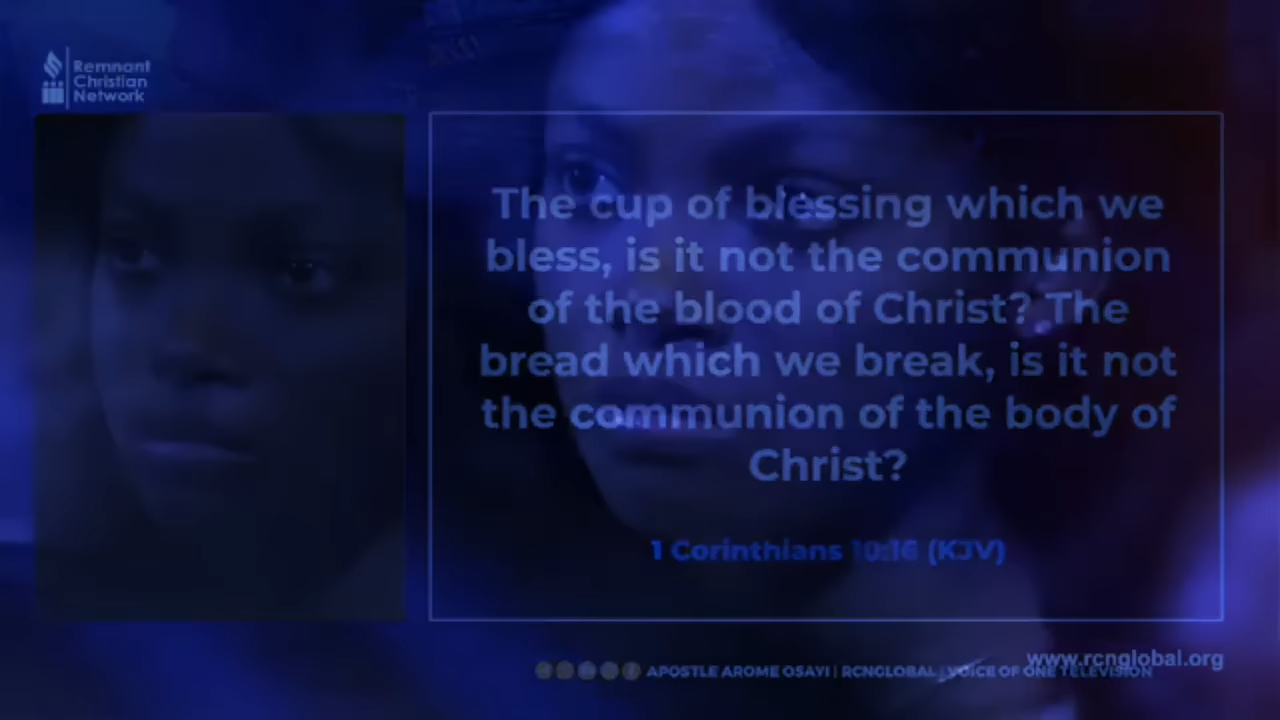 Remnant
Christian
Network
The cup of blessing which we
bless, is it not the communion
of the blood of Christ? The
bread which we break, is it not
the communion of the body of
Christ?
1 Corinthians 10:16 (KJV)
www.rcnglobal.org
APOSTLE AROME OSAYI | RCNGLOBAL | VOICE OF ONE TELEVISION